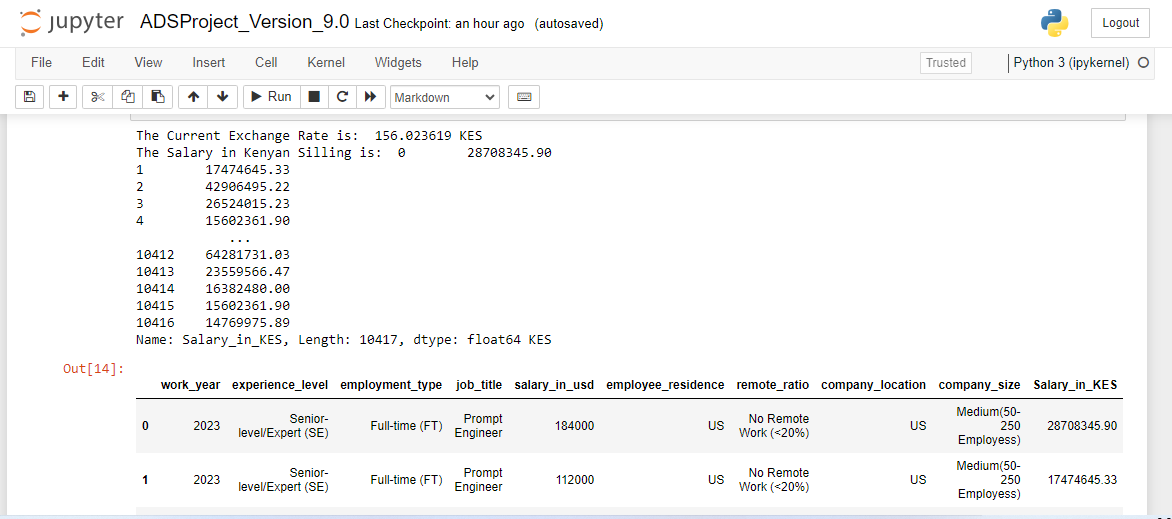 jupyter ADSProject_Version_9.0 Last Checkpoint: an hour ago (autosaved) Logout
File Edit View Insert Cell Kernel Widgets Help Trusted Python 3 (ipykernel)
Run Markdown
The Current Exchange Rate is:  156.023619 KES
The Salary in Kenyan Silling is:  0        28708345.90
1        17474645.33
2        42906495.22
3        26524015.23
4        15602361.90
...
10412    64281731.03
10413    23559566.47
10414    16382480.00
10415    15602361.90
10416    14769975.89
Name: Salary_in_KES, Length: 10417, dtype: float64 KES
Out[14]:
work_year experience_level employment_type job_title salary_in_usd employee_residence remote_ratio company_location company_size Salary_in_KES
0 2023 Senior-level/Expert (SE) Full-time (FT) Prompt Engineer 184000 US No Remote Work (<20%) US Medium(50-250 Employess) 28708345.90
1 2023 Senior-level/Expert (SE) Full-time (FT) Prompt Engineer 112000 US No Remote Work (<20%) US Medium(50-250 Employess) 17474645.33